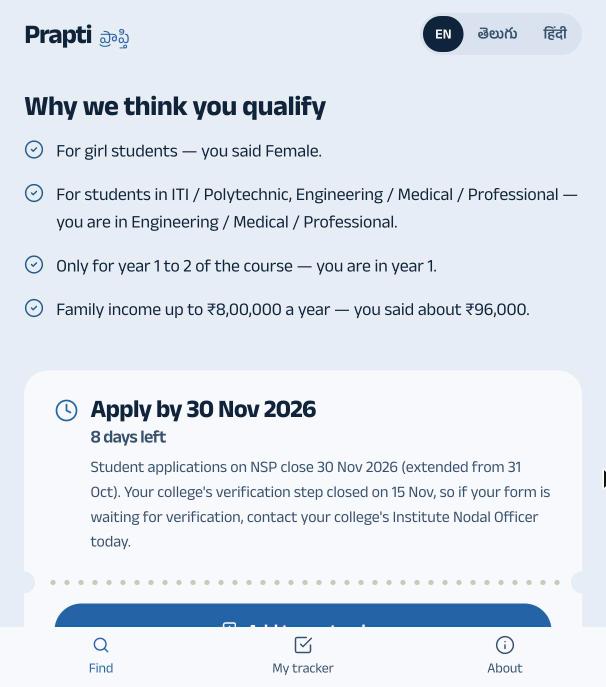 Prapti ప్రాప్తి
EN తెలుగు हिंदी
Why we think you qualify
For girl students — you said Female.
For students in ITI / Polytechnic, Engineering / Medical / Professional —
you are in Engineering / Medical / Professional.
Only for year 1 to 2 of the course — you are in year 1.
Family income up to ₹8,00,000 a year — you said about ₹96,000.
Apply by 30 Nov 2026
8 days left
Student applications on NSP close 30 Nov 2026 (extended from 31
Oct). Your college's verification step closed on 15 Nov, so if your form is
waiting for verification, contact your college's Institute Nodal Officer
today.
Find My tracker About